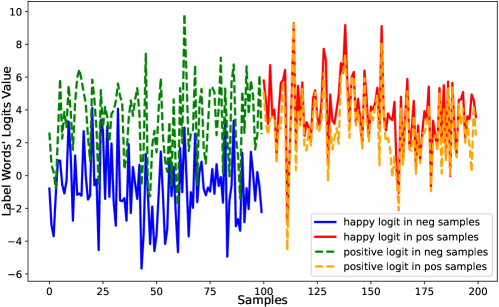 Label Words' Logits Value
10
8
6
4
2
0
−2
−4
−6
0 25 50 75 100 125 150 175 200
Samples
happy logit in neg samples
happy logit in pos samples
positive logit in neg samples
positive logit in pos samples